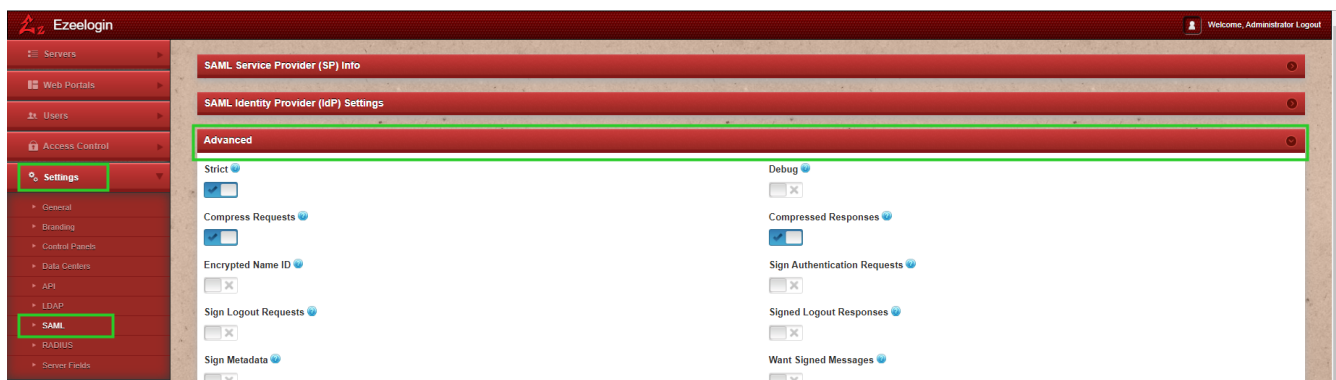 Ezeelogin
Welcome, Administrator Logout
Servers
Web Portals
Users
Access Control
Settings
General
Branding
Control Panels
Data Centers
API
LDAP
SAML
RADIUS
Server Fields
SAML Service Provider (SP) Info
SAML Identity Provider (IdP) Settings
Advanced
Strict
Debug
Compress Requests
Compressed Responses
Encrypted Name ID
Sign Authentication Requests
Sign Logout Requests
Signed Logout Responses
Sign Metadata
Want Signed Messages